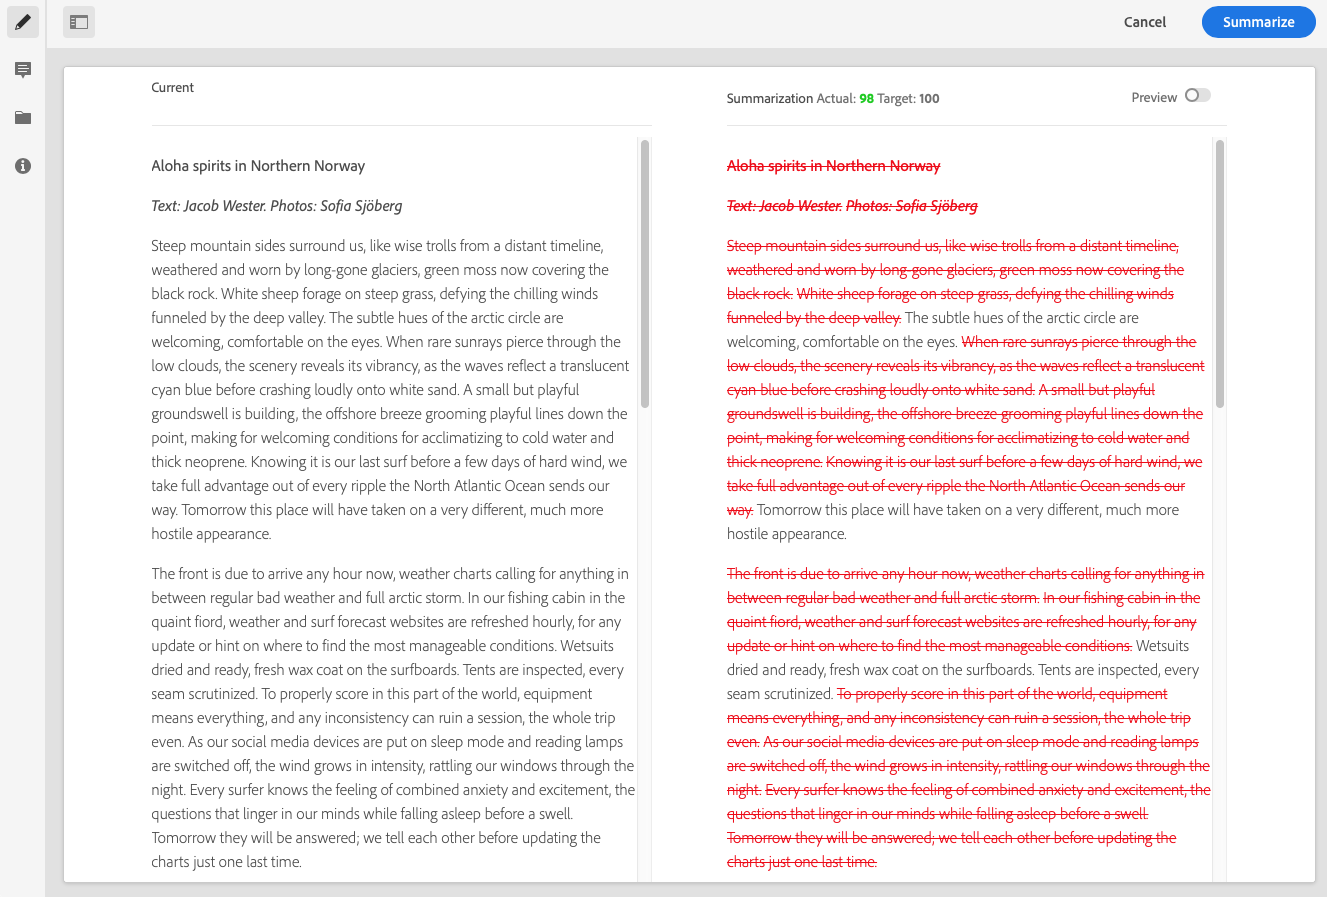 Cancel
Summarize
Current
Aloha spirits in Northern Norway
Text: Jacob Wester. Photos: Sofia Sjöberg
Steep mountain sides surround us, like wise trolls from a distant timeline,
weathered and worn by long-gone glaciers, green moss now covering the
black rock. White sheep forage on steep grass, defying the chilling winds
funneled by the deep valley. The subtle hues of the arctic circle are
welcoming, comfortable on the eyes. When rare sunrays pierce through the
low clouds, the scenery reveals its vibrancy, as the waves reflect a translucent
cyan blue before crashing loudly onto white sand. A small but playful
groundswell is building, the offshore breeze grooming playful lines down the
point, making for welcoming conditions for acclimatizing to cold water and
thick neoprene. Knowing it is our last surf before a few days of hard wind, we
take full advantage out of every ripple the North Atlantic Ocean sends our
way. Tomorrow this place will have taken on a very different, much more
hostile appearance.
The front is due to arrive any hour now, weather charts calling for anything in
between regular bad weather and full arctic storm. In our fishing cabin in the
quaint fiord, weather and surf forecast websites are refreshed hourly, for any
update or hint on where to find the most manageable conditions. Wetsuits
dried and ready, fresh wax coat on the surfboards. Tents are inspected, every
seam scrutinized. To properly score in this part of the world, equipment
means everything, and any inconsistency can ruin a session, the whole trip
even. As our social media devices are put on sleep mode and reading lamps
are switched off, the wind grows in intensity, rattling our windows through the
night. Every surfer knows the feeling of combined anxiety and excitement, the
questions that linger in our minds while falling asleep before a swell.
Tomorrow they will be answered; we tell each other before updating the
charts just one last time.
Summarization Actual: 98 Target: 100
Preview
Aloha spirits in Northern Norway
Text: Jacob Wester. Photos: Sofia Sjöberg
Steep mountain sides surround us, like wise trolls from a distant timeline,
weathered and worn by long-gone glaciers, green moss now covering the
black rock. White sheep forage on steep grass, defying the chilling winds
funneled by the deep valley. The subtle hues of the arctic circle are
welcoming, comfortable on the eyes. When rare sunrays pierce through the
low clouds, the scenery reveals its vibrancy, as the waves reflect a translucent
cyan blue before crashing loudly onto white sand. A small but playful
groundswell is building, the offshore breeze grooming playful lines down the
point, making for welcoming conditions for acclimatizing to cold water and
thick neoprene. Knowing it is our last surf before a few days of hard wind, we
take full advantage out of every ripple the North Atlantic Ocean sends our
way. Tomorrow this place will have taken on a very different, much more
hostile appearance.
The front is due to arrive any hour now, weather charts calling for anything in
between regular bad weather and full arctic storm. In our fishing cabin in the
quaint fiord, weather and surf forecast websites are refreshed hourly, for any
update or hint on where to find the most manageable conditions. Wetsuits
dried and ready, fresh wax coat on the surfboards. Tents are inspected, every
seam scrutinized. To properly score in this part of the world, equipment
means everything, and any inconsistency can ruin a session, the whole trip
even. As our social media devices are put on sleep mode and reading lamps
are switched off, the wind grows in intensity, rattling our windows through the
night. Every surfer knows the feeling of combined anxiety and excitement, the
questions that linger in our minds while falling asleep before a swell.
Tomorrow they will be answered; we tell each other before updating the
charts just one last time.